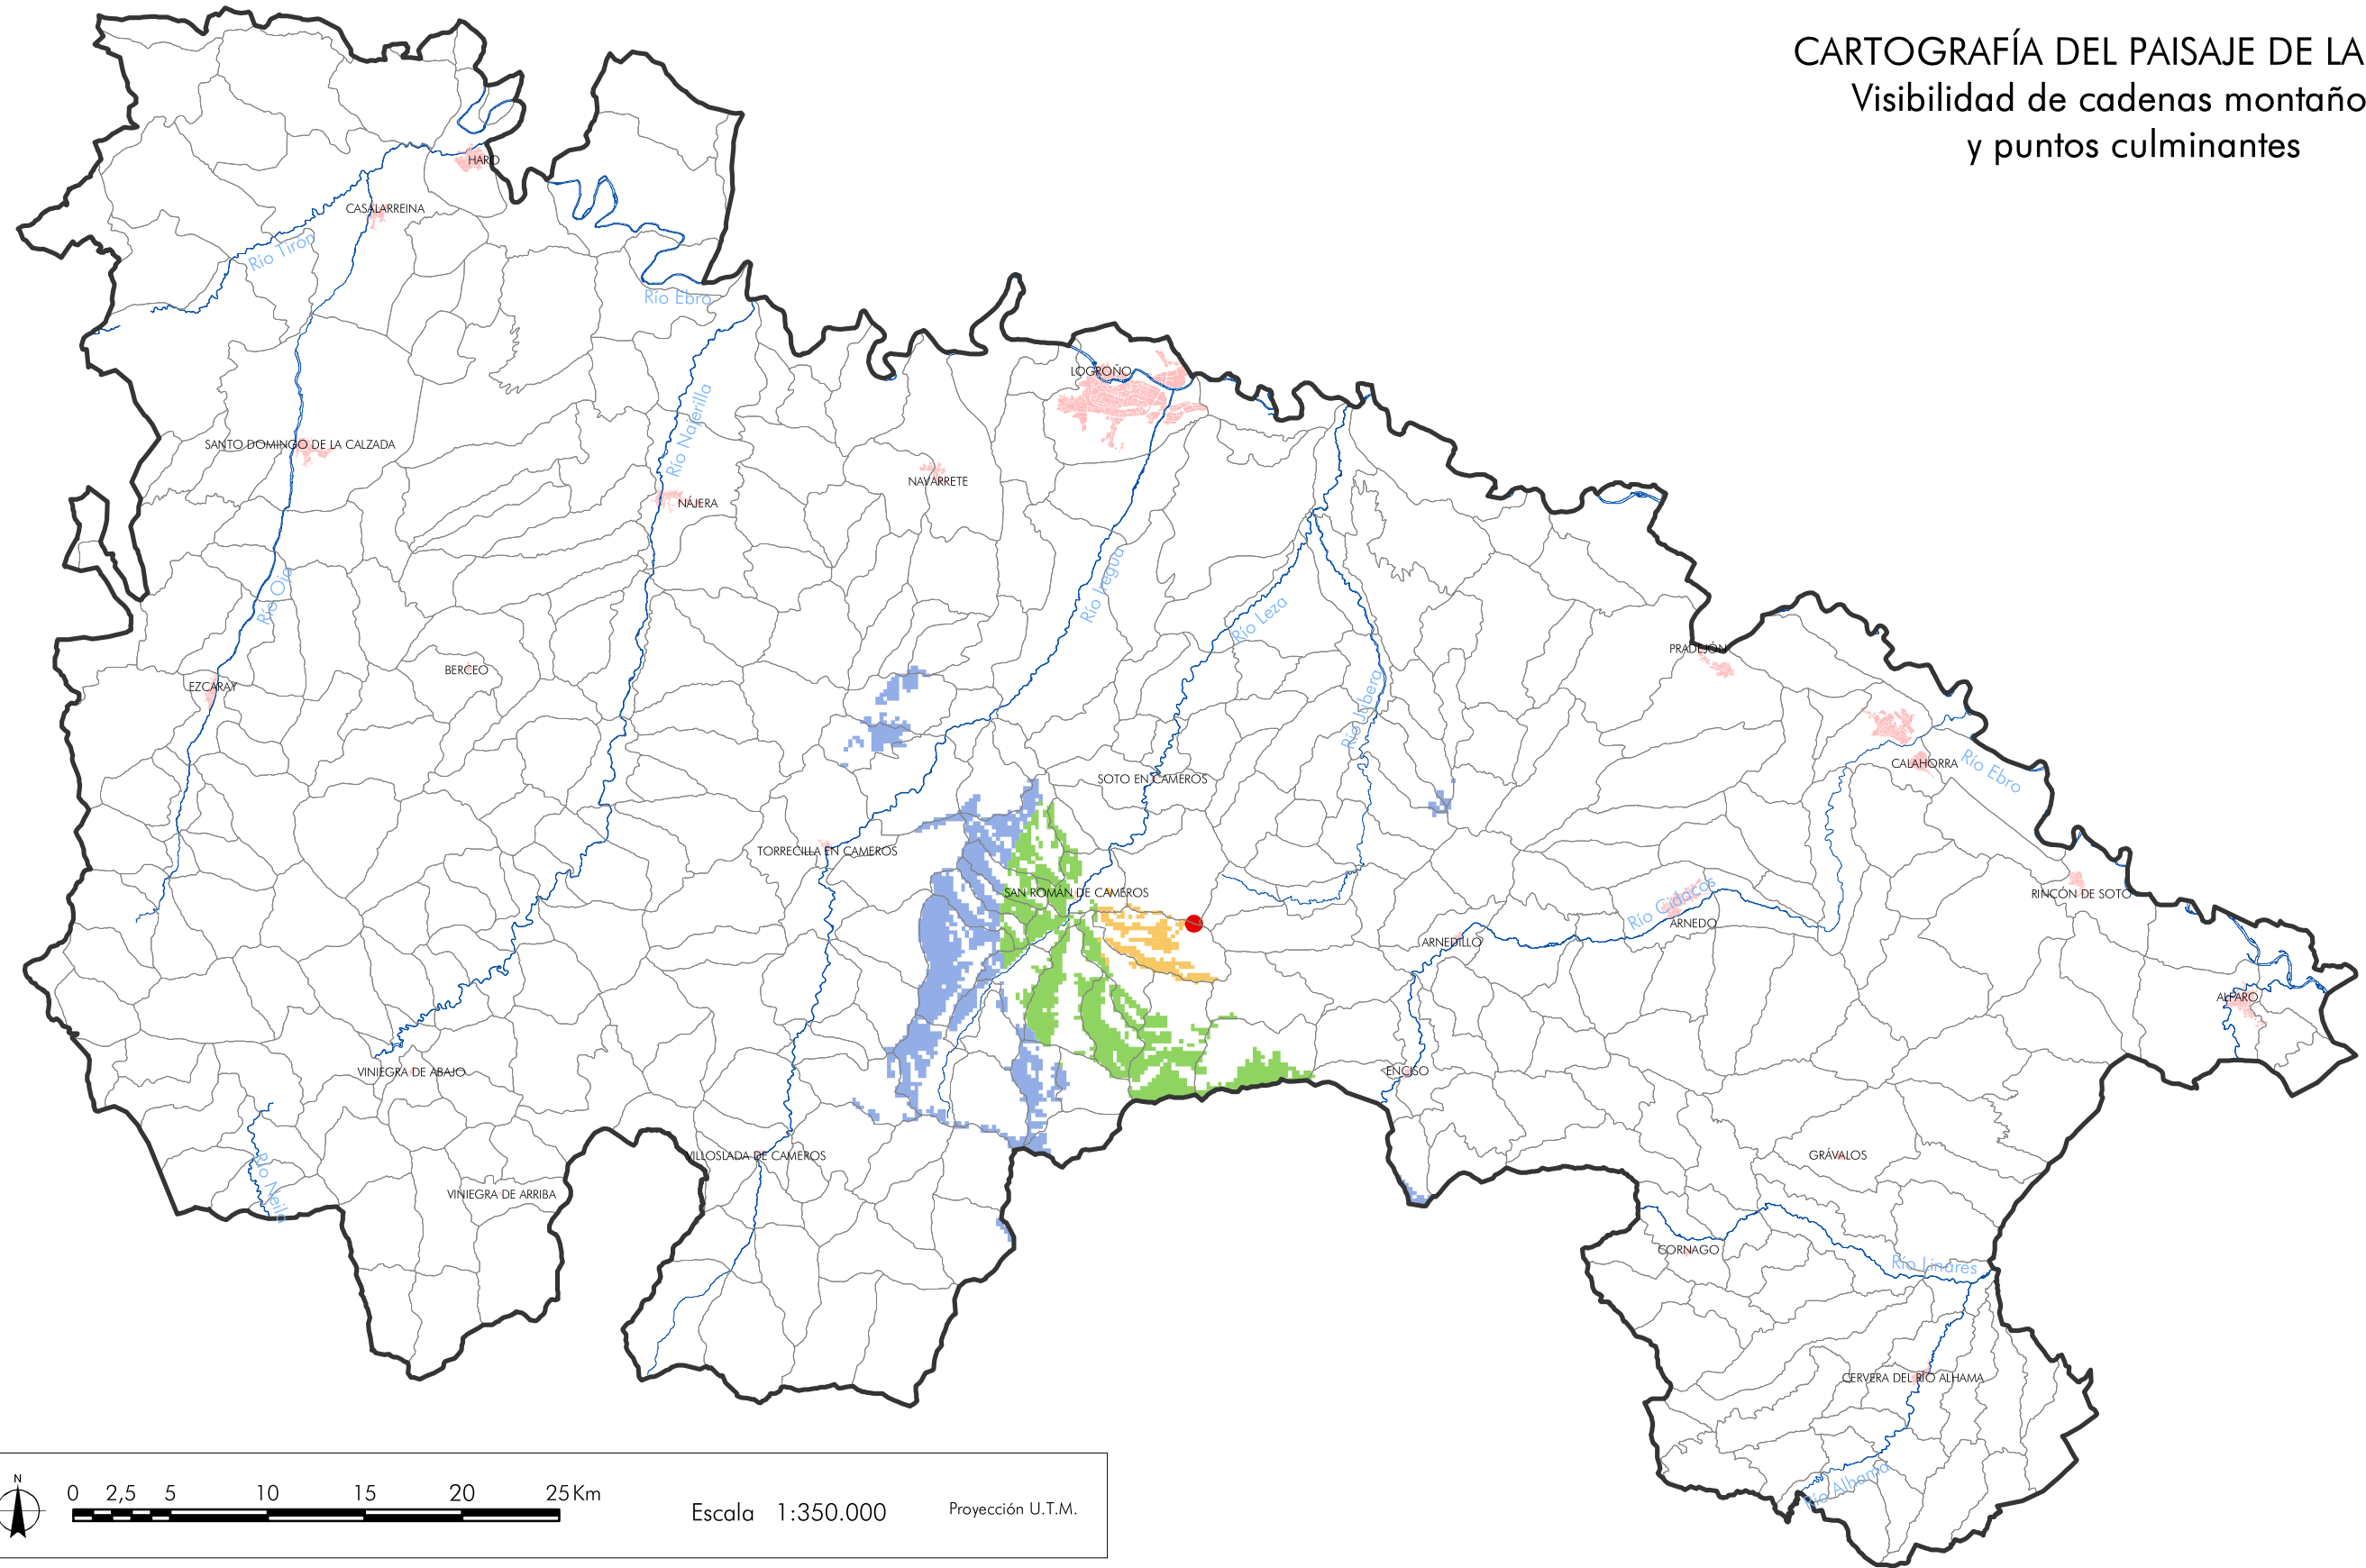 CARTOGRAFÍA DEL PAISAJE DE LA
Visibilidad de cadenas montaño
y puntos culminantes
HARO
CASALARREINA
Río Tirón
Río Ebro
LOGROÑO
Río Najerilla
SANTO DOMINGO DE LA CALZADA
NAVARRETE
NÁJERA
Río Oja
Río Iregua
Río Leza
PRADEJÓN
BERCEO
EZCARAY
Río Jubera
CALAHORRA
Río Ebro
SOTO EN CAMEROS
TORRECILLA EN CAMEROS
SAN ROMÁN DE CAMEROS
RINCÓN DE SOTO
Río Cidacos
ARNEDO
ARNEDILLO
ALFARO
VINIEGRA DE ABAJO
ENCISO
VILLOSLADA DE CAMEROS
GRÁVALOS
Río Neila
VINIEGRA DE ARRIBA
CORNAGO
Río Linares
CERVERA DEL RÍO ALHAMA
Río Alhama
N
0 2,5 5 10 15 20 25 Km
Escala 1:350.000
Proyección U.T.M.